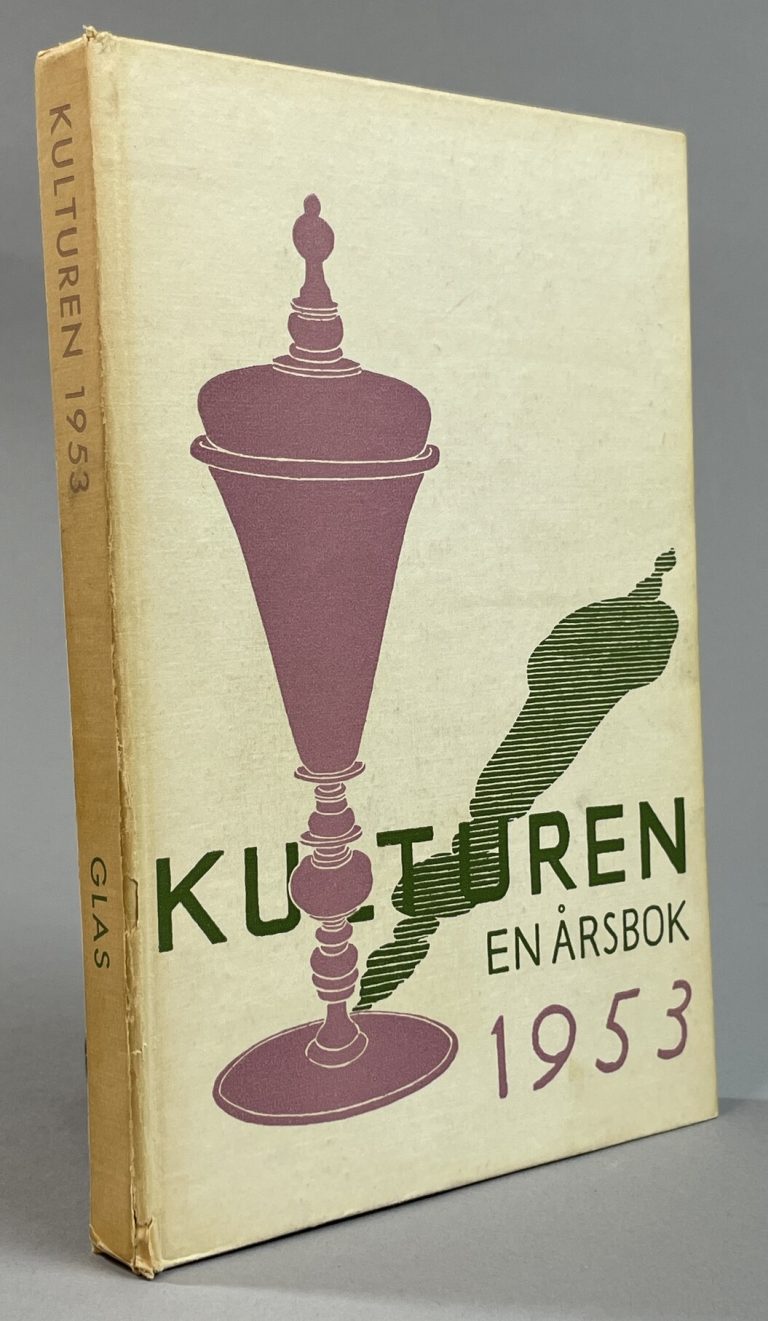 KULTUREN 1953
GLAS
KULTUREN
EN ÅRSBOK
1953